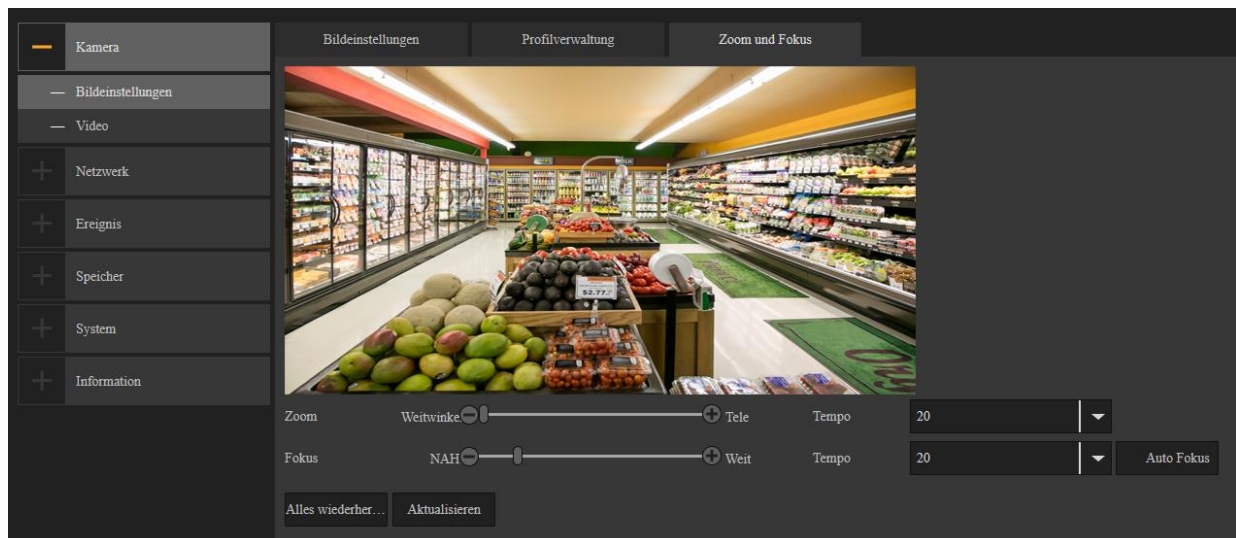 Kamera
Bildeinstellungen
Video
Netzwerk
Ereignis
Speicher
System
Information
Bildeinstellungen Profilverwaltung Zoom und Fokus
$2.77
Zoom Weitwinke. Tele Tempo 20
Fokus NAH Weit Tempo 20 Auto Fokus
Alles wiederher... Aktualisieren